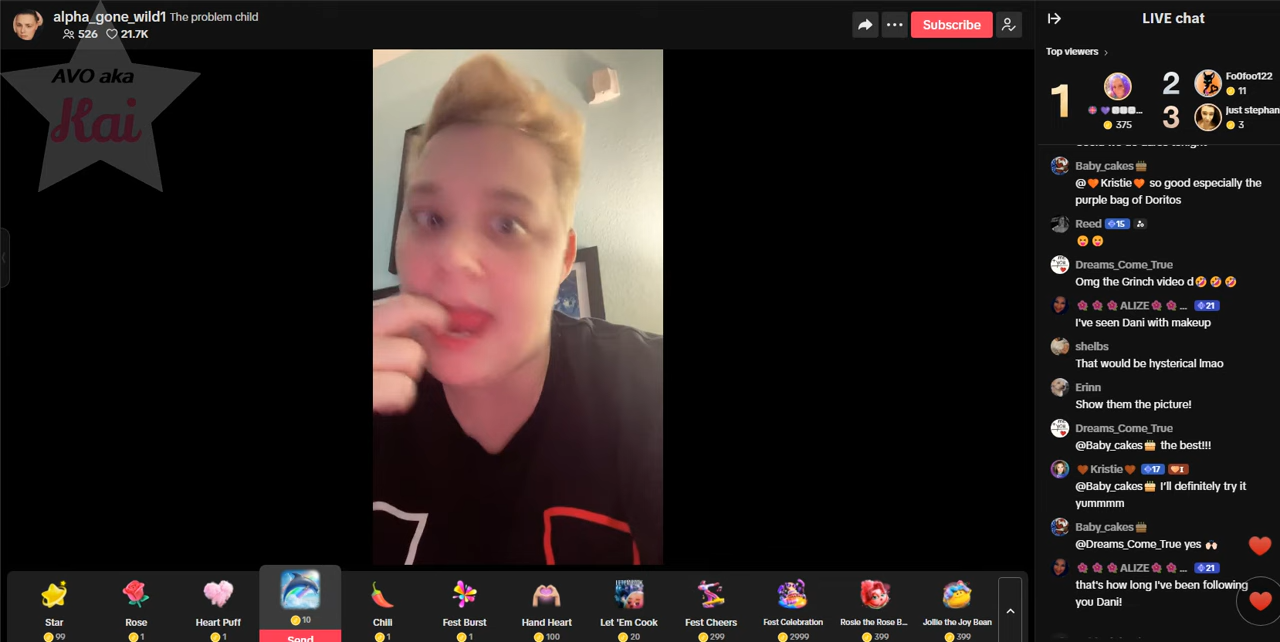 alpha_gone_wild1 The problem child
526 21.7K
AVO aka
Kai
Subscribe
LIVE chat
Top viewers
1
...
375
2
Fo0foo122
11
3
just stephan
3
Baby_cakes
@🧡Kristie🧡 so good especially the
purple bag of Doritos
Reed 15
Dreams_Come_True
Omg the Grinch video d🤣🤣🤣
ALIZE ... 21
I've seen Dani with makeup
shelbs
That would be hysterical lmao
Erinn
Show them the picture!
Dreams_Come_True
@Baby_cakes🎂 the best!!!
Kristie 17 I
@Baby_cakes🎂 I'll definitely try it
yummmm
Baby_cakes
@Dreams_Come_True yes 🙌🏻
ALIZE ... 21
that's how long I've been following
you Dani!
Star
99
Rose
1
Heart Puff
1
10
Send
Chili
1
Fest Burst
1
Hand Heart
100
Let 'Em Cook
20
Fest Cheers
299
Fest Celebration
2999
Rosie the Rose B...
399
Jollie the Joy Bean
399